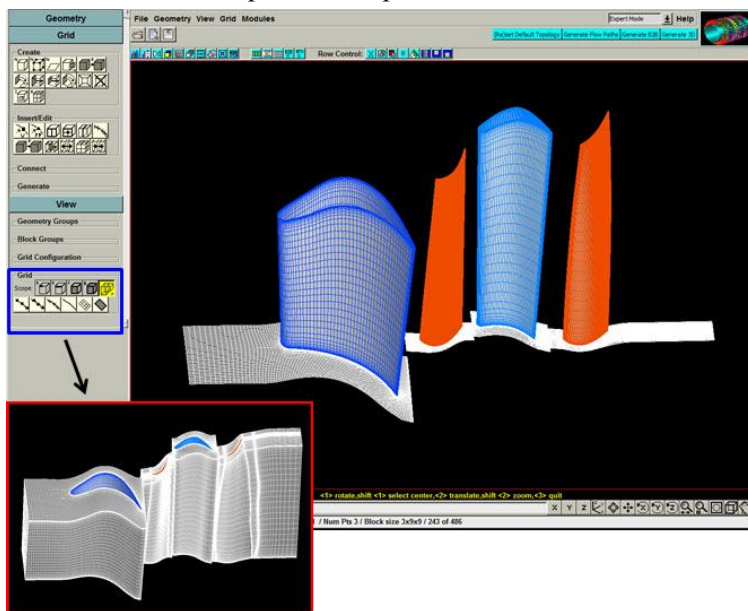 Geometry
Grid
Create
Insert/Edit
Connect
Generate
View
Geometry Groups
Block Groups
Grid Configuration
Grid
Scope
File Geometry View Grid Modules
Expert Mode
Help
(Re)set Default Topology Generate Flow Paths Generate B2B Generate 3D
Row Control:
<1> rotate,shift <1> select center,<2> translate,shift <2> zoom,<3> quit
X Y Z
/ Num Pts 3 / Block size 3x9x9 / 243 of 486